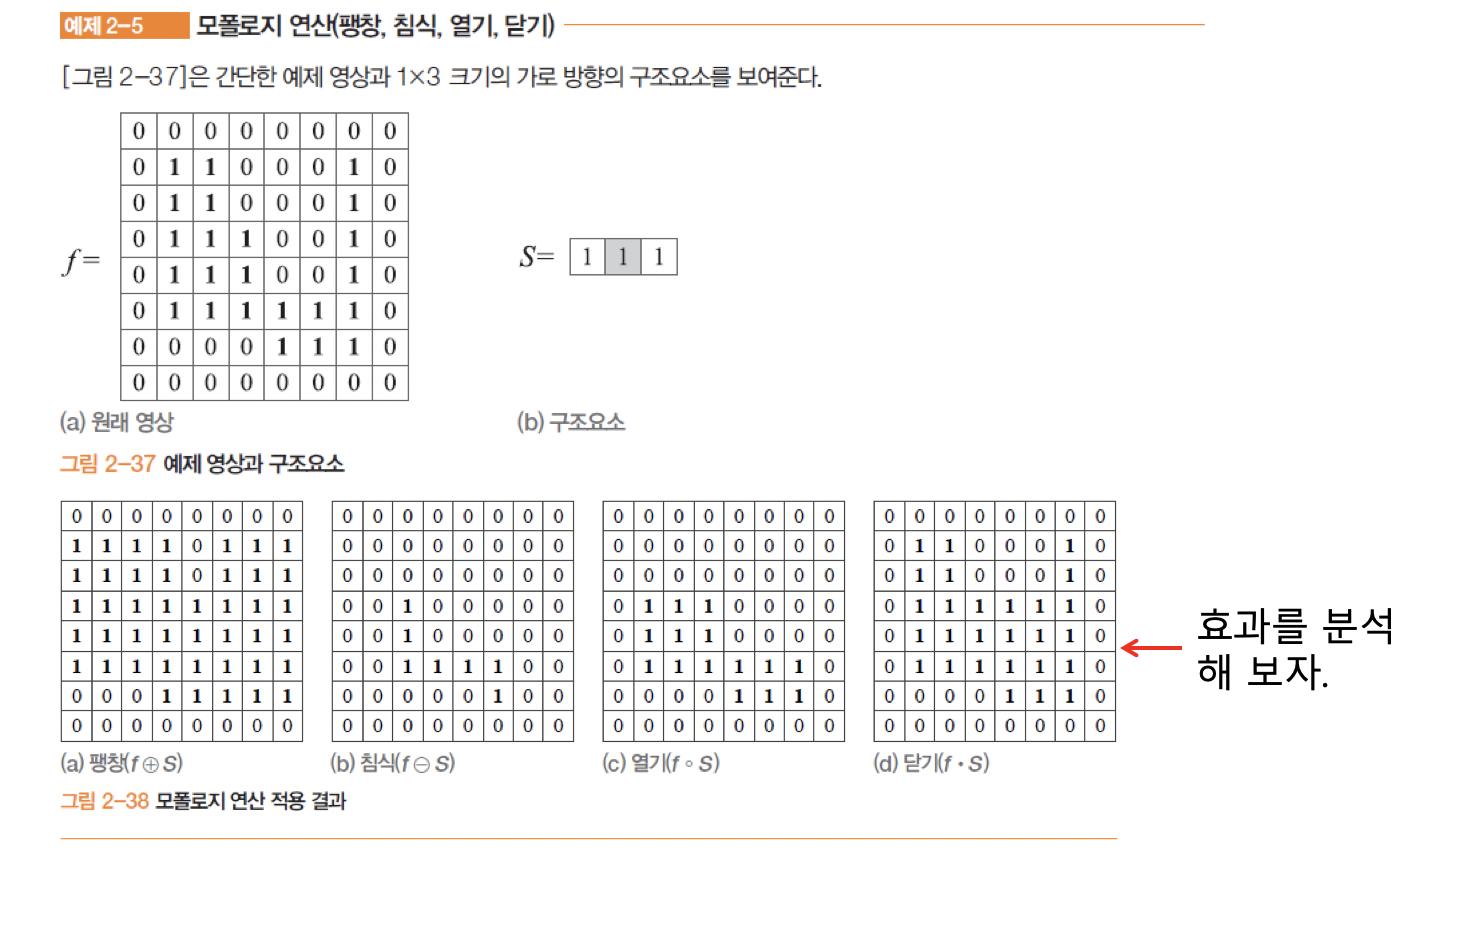 예제 2-5 모폴로지 연산(팽창, 침식, 열기, 닫기)
[그림 2-37]은 간단한 예제 영상과 1×3 크기의 가로 방향의 구조요소를 보여준다.
f=
0 0 0 0 0 0 0 0
0 1 1 0 0 0 1 0
0 1 1 0 0 0 1 0
0 1 1 1 0 0 1 0
0 1 1 1 0 0 1 0
0 1 1 1 1 1 1 0
0 0 0 0 1 1 1 0
0 0 0 0 0 0 0 0
S= 1 1 1
(a) 원래 영상
(b) 구조요소
그림 2-37 예제 영상과 구조요소
0 0 0 0 0 0 0 0
1 1 1 1 0 1 1 1
1 1 1 1 0 1 1 1
1 1 1 1 1 1 1 1
1 1 1 1 1 1 1 1
1 1 1 1 1 1 1 1
0 0 0 1 1 1 1 1
0 0 0 0 0 0 0 0
(a) 팽창(f⊕S)
0 0 0 0 0 0 0 0
0 0 0 0 0 0 0 0
0 0 0 0 0 0 0 0
0 0 1 0 0 0 0 0
0 0 1 0 0 0 0 0
0 0 1 1 1 1 0 0
0 0 0 0 0 1 0 0
0 0 0 0 0 0 0 0
(b) 침식(f⊖S)
0 0 0 0 0 0 0 0
0 0 0 0 0 0 0 0
0 0 0 0 0 0 0 0
0 1 1 1 0 0 0 0
0 1 1 1 0 0 0 0
0 1 1 1 1 1 1 0
0 0 0 0 1 1 1 0
0 0 0 0 0 0 0 0
(c) 열기(f∘S)
0 0 0 0 0 0 0 0
0 1 1 0 0 0 1 0
0 1 1 0 0 0 1 0
0 1 1 1 1 1 1 0
0 1 1 1 1 1 1 0
0 1 1 1 1 1 1 0
0 0 0 0 1 1 1 0
0 0 0 0 0 0 0 0
(d) 닫기(f•S)
효과를 분석
해 보자.
그림 2-38 모폴로지 연산 적용 결과